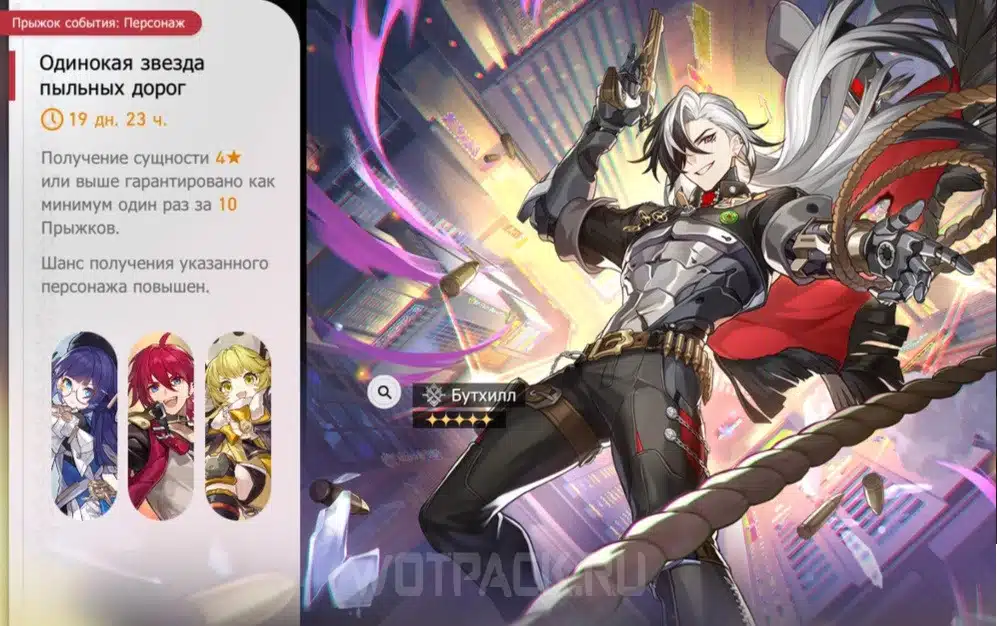 Прыжок события: Персонаж
Одинокая звезда
пыльных дорог
19 дн. 23 ч.
Получение сущности 4★
или выше гарантировано как
минимум один раз за 10
Прыжков.
Шанс получения указанного
персонажа повышен.
Бутхилл
WOTPACK.RU